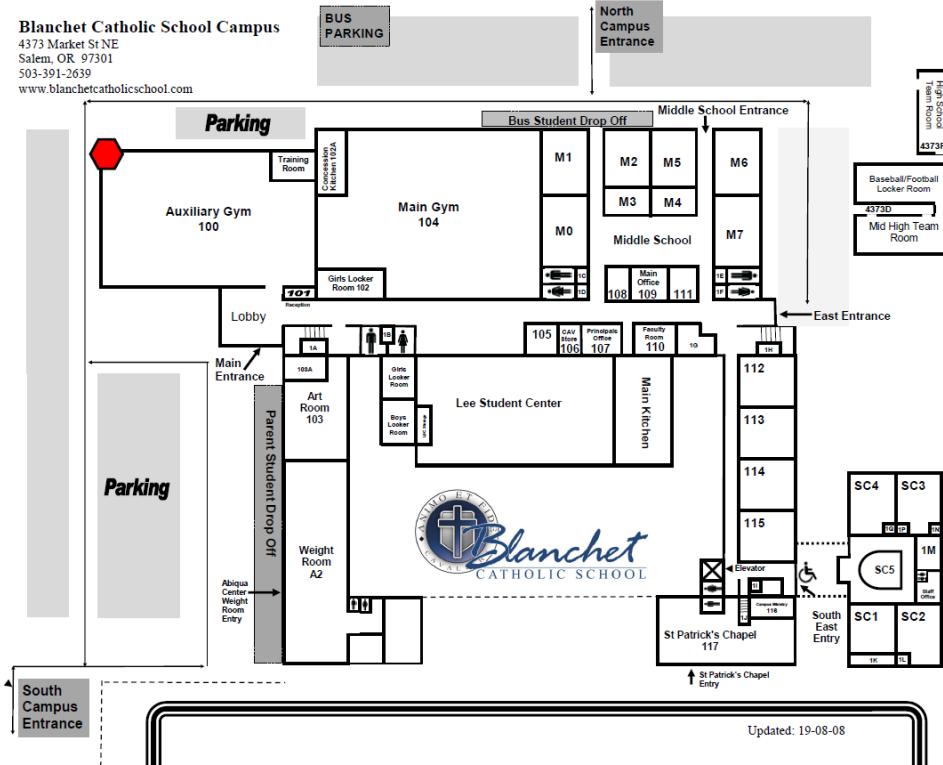 Blanchet Catholic School Campus
4373 Market St NE
Salem, OR 97301
503-391-2639
www.blanchetcatholicschool.com
BUS
PARKING
North
Campus
Entrance
Parking
Bus Student Drop Off
Middle School Entrance
High School
Team Room
4373F
Training
Room
Concession
Kitchen 102A
Auxiliary Gym
100
Main Gym
104
M1
M2
M5
M6
M3
M4
M0
Middle School
M7
Baseball/Football
Locker Room
4373D
Mid High Team
Room
Girls Locker
Room 102
101
Reception
1C
1D
108
Main
Office
109
111
1E
1F
Lobby
East Entrance
Main
Entrance
1A
1B
105
CAV
Store
106
Principals
Office
107
Faculty
Room
110
1G
1H
103A
Art
Room
103
Girls
Locker
Room
Boys
Locker
Room
Lee Student Center
Main Kitchen
112
113
114
115
Parent Student Drop Off
Parking
Weight
Room
A2
ANIMO ET FIDE
Blanchet
CATHOLIC SCHOOL
Elevator
SC4
SC3
1Q
1P
1N
SC5
1M
Staff
Office
SC1
SC2
1K
1L
Abiqua
Center
Weight
Room
Entry
1I
1J
Campus Ministry
116
St Patrick's Chapel
117
South
East
Entry
St Patrick's Chapel
Entry
South
Campus
Entrance
Updated: 19-08-08